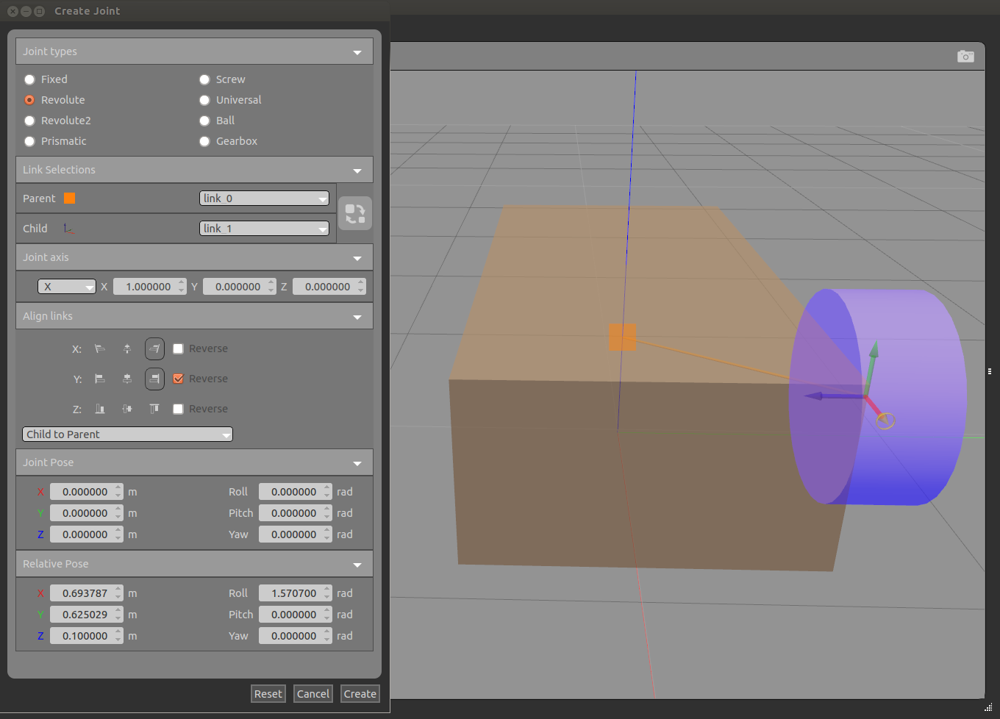 Create Joint
Joint types
Fixed Screw
Revolute Universal
Revolute2 Ball
Prismatic Gearbox
Link Selections
Parent link_0
Child link_1
Joint axis
X X 1.000000 Y 0.000000 Z 0.000000
Align links
X: Reverse
Y: Reverse
Z: Reverse
Child to Parent
Joint Pose
X 0.000000 m Roll 0.000000 rad
Y 0.000000 m Pitch 0.000000 rad
Z 0.000000 m Yaw 0.000000 rad
Relative Pose
X 0.693787 m Roll 1.570700 rad
Y 0.625029 m Pitch 0.000000 rad
Z 0.100000 m Yaw 0.000000 rad
Reset Cancel Create